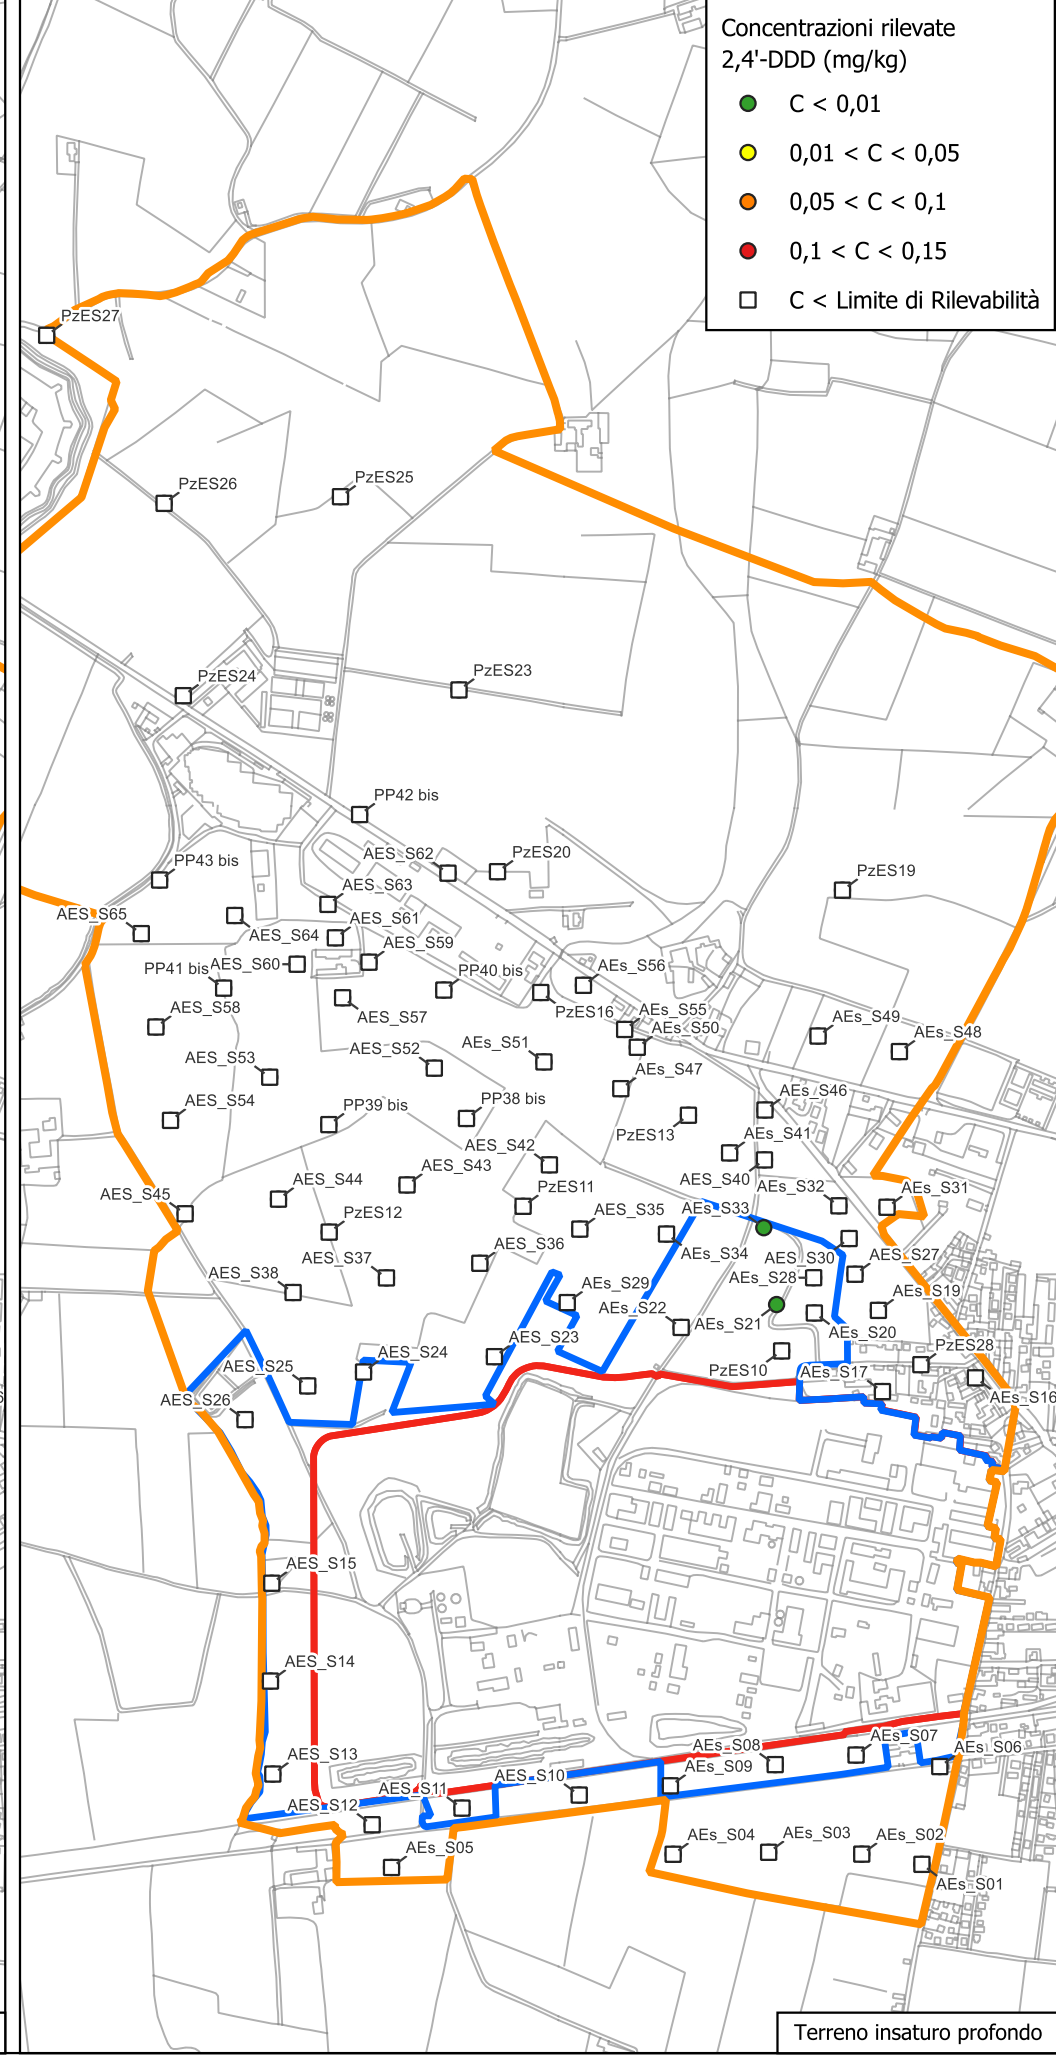 Concentrazioni rilevate
2,4'-DDD (mg/kg)
C < 0,01
0,01 < C < 0,05
0,05 < C < 0,1
0,1 < C < 0,15
C < Limite di Rilevabilità
PzES27
PzES26
PzES25
PzES24
PzES23
PP42 bis
AES_S62
PzES20
PP43 bis
PzES19
AES_S63
AES_S65
AES_S61
AES_S64
AES_S59
PP41 bis
AES_S60
PP40 bis
AEs_S56
AES_S58
AES_S57
PzES16
AEs_S55
AEs_S50
AEs_S49
AEs_S48
AES_S53
AES_S52
AEs_S51
AEs_S47
AES_S54
PP39 bis
PP38 bis
AEs_S46
PzES13
AEs_S41
AES_S42
AES_S45
AES_S44
AES_S43
AES_S40
PzES11
AEs_S32
AEs_S31
PzES12
AES_S35
AEs_S33
AES_S37
AES_S36
AEs_S34
AES_S30
AEs_S27
AES_S38
AEs_S29
AEs_S28
AEs_S19
AEs_S22
AEs_S21
AEs_S20
AES_S23
AES_S24
PzES28
AES_S25
PzES10
AEs_S17
AES_S26
AEs_S16
AES_S15
AES_S14
AEs_S07
AES_S13
AEs_S08
AEs_S06
AES_S11
AES_S10
AEs_S09
AES_S12
AEs_S05
AEs_S04
AEs_S03
AEs_S02
AEs_S01
Terreno insaturo profondo